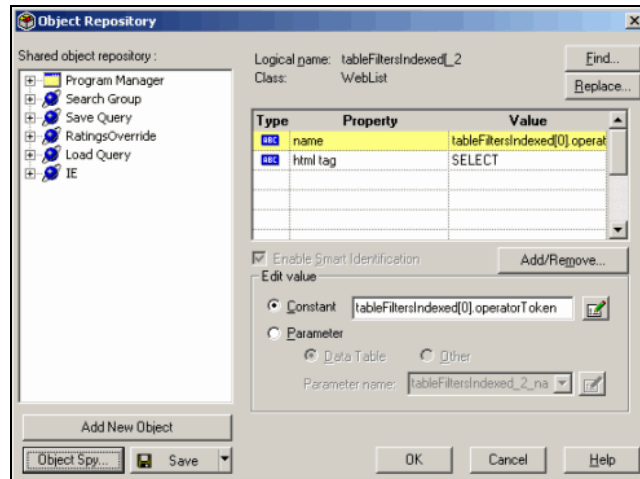 Object Repository
Shared object repository :
Program Manager
Search Group
Save Query
RatingsOverride
Load Query
IE
Add New Object
Object Spy...
Save
Logical name: tableFiltersIndexed[_2
Class: WebList
Find...
Replace...
Type Property Value
ABC name tableFiltersIndexed[0].operat
ABC html tag SELECT
Enable Smart Identification
Add/Remove...
Edit value
Constant tableFiltersIndexed[0].operatorToken
Parameter
Data Table Other
Parameter name: tableFiltersIndexed_2_na
OK Cancel Help